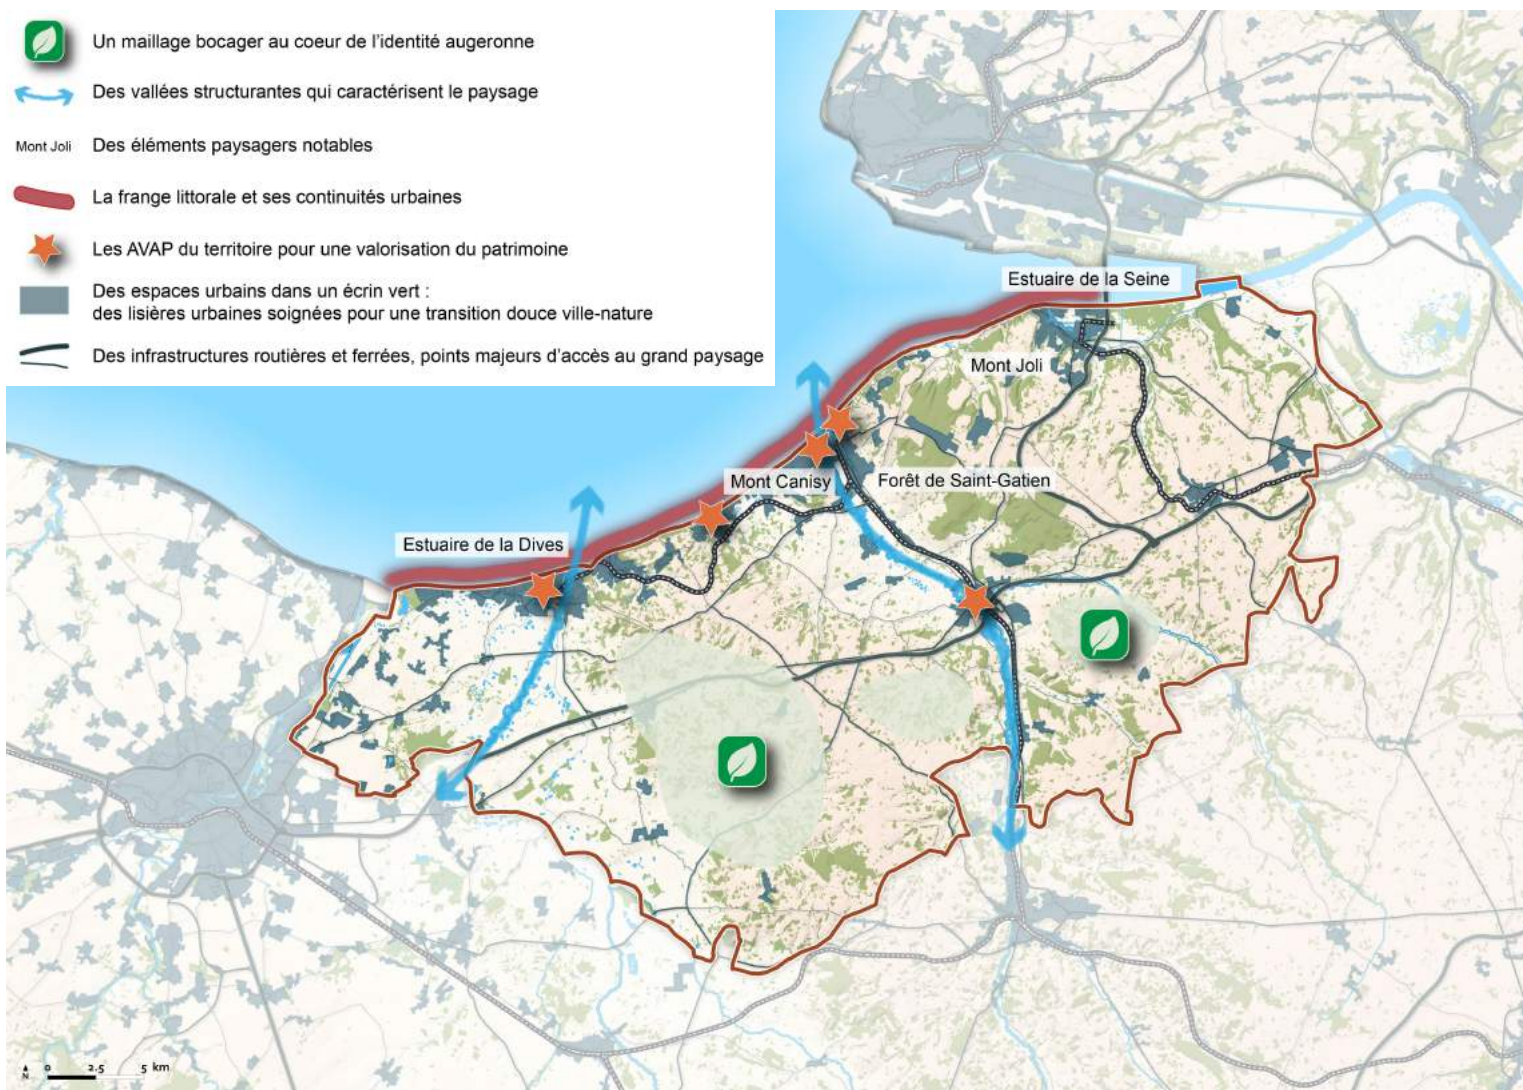 Un maillage bocager au coeur de l'identité augeronne
Des vallées structurantes qui caractérisent le paysage
Mont Joli Des éléments paysagers notables
La frange littorale et ses continuités urbaines
Les AVAP du territoire pour une valorisation du patrimoine
Des espaces urbains dans un écrin vert :
des lisières urbaines soignées pour une transition douce ville-nature
Des infrastructures routières et ferrées, points majeurs d'accès au grand paysage
Estuaire de la Seine
Mont Joli
Mont Canisy
Forêt de Saint-Gatien
Estuaire de la Dives
N
0 2.5 5 km